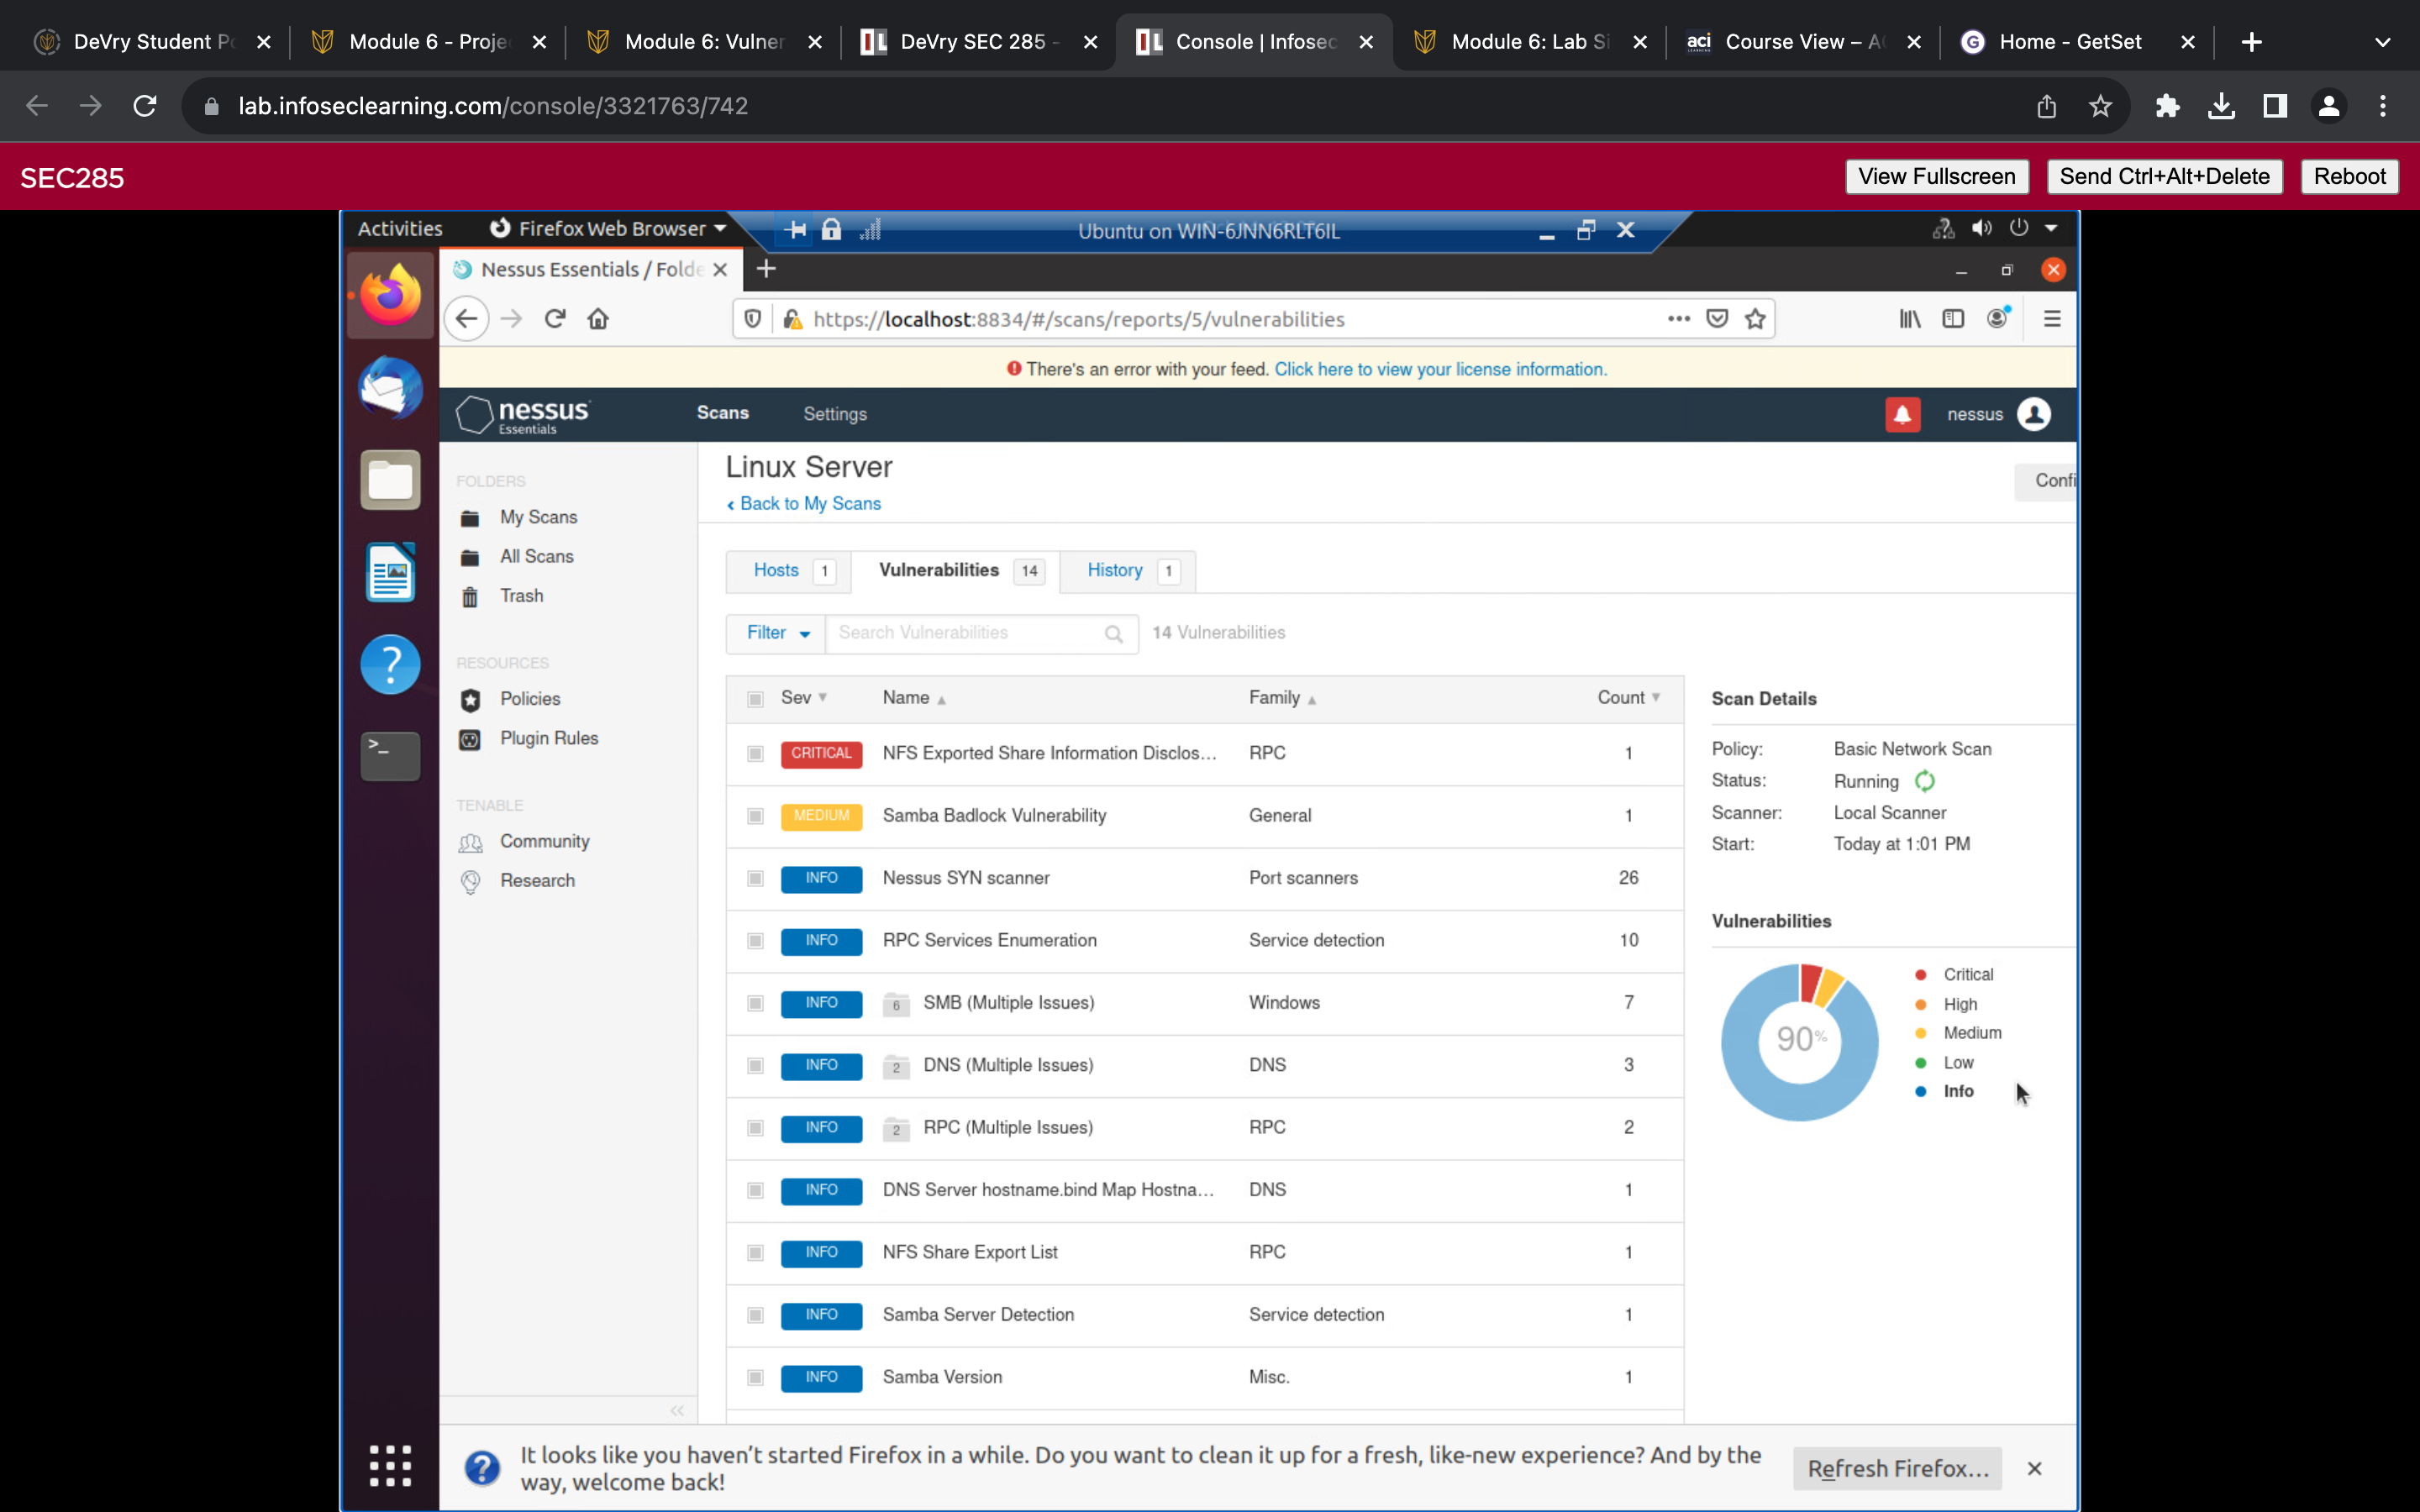 DeVry Student Po
Module 6 - Proje
Module 6: Vulner
DeVry SEC 285 -
Console | Infosec
Module 6: Lab Si
aci Course View – A
Home - GetSet
lab.infoseclearning.com/console/3321763/742
SEC285
View Fullscreen
Send Ctrl+Alt+Delete
Reboot
Activities
Firefox Web Browser
Ubuntu on WIN-6JNN6RLT6IL
Nessus Essentials / Folde
https://localhost:8834/#/scans/reports/5/vulnerabilities
There's an error with your feed. Click here to view your license information.
nessus Essentials
Scans
Settings
nessus
FOLDERS
My Scans
All Scans
Trash
RESOURCES
Policies
Plugin Rules
TENABLE
Community
Research
Linux Server
Back to My Scans
Confi
Hosts 1
Vulnerabilities 14
History 1
Filter
Search Vulnerabilities
14 Vulnerabilities
Sev Name Family Count
CRITICAL NFS Exported Share Information Disclos... RPC 1
MEDIUM Samba Badlock Vulnerability General 1
INFO Nessus SYN scanner Port scanners 26
INFO RPC Services Enumeration Service detection 10
INFO 6 SMB (Multiple Issues) Windows 7
INFO 2 DNS (Multiple Issues) DNS 3
INFO 2 RPC (Multiple Issues) RPC 2
INFO DNS Server hostname.bind Map Hostna... DNS 1
INFO NFS Share Export List RPC 1
INFO Samba Server Detection Service detection 1
INFO Samba Version Misc. 1
Scan Details
Policy: Basic Network Scan
Status: Running
Scanner: Local Scanner
Start: Today at 1:01 PM
Vulnerabilities
90%
Critical
High
Medium
Low
Info
It looks like you haven't started Firefox in a while. Do you want to clean it up for a fresh, like-new experience? And by the
way, welcome back!
Refresh Firefox...